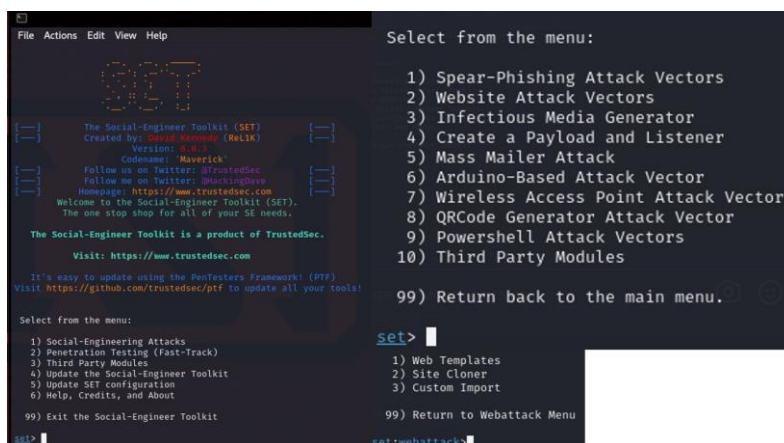 File Actions Edit View Help
[---] The Social-Engineer Toolkit (SET) [---]
[---] Created by: David Kennedy (ReL1K) [---]
Version: 8.0.3
Codename: 'Maverick'
[---] Follow us on Twitter: @TrustedSec [---]
[---] Follow me on Twitter: @HackingDave [---]
[---] Homepage: https://www.trustedsec.com [---]
Welcome to the Social-Engineer Toolkit (SET).
The one stop shop for all of your SE needs.
The Social-Engineer Toolkit is a product of TrustedSec.
Visit: https://www.trustedsec.com
It's easy to update using the PenTesters Framework! (PTF)
Visit https://github.com/trustedsec/ptf to update all your tools!
Select from the menu:
1) Social-Engineering Attacks
2) Penetration Testing (Fast-Track)
3) Third Party Modules
4) Update the Social-Engineer Toolkit
5) Update SET configuration
6) Help, Credits, and About
99) Exit the Social-Engineer Toolkit
set>
Select from the menu:
1) Spear-Phishing Attack Vectors
2) Website Attack Vectors
3) Infectious Media Generator
4) Create a Payload and Listener
5) Mass Mailer Attack
6) Arduino-Based Attack Vector
7) Wireless Access Point Attack Vector
8) QRCode Generator Attack Vector
9) Powershell Attack Vectors
10) Third Party Modules
99) Return back to the main menu.
set>
1) Web Templates
2) Site Cloner
3) Custom Import
99) Return to Webattack Menu
set:webattack>